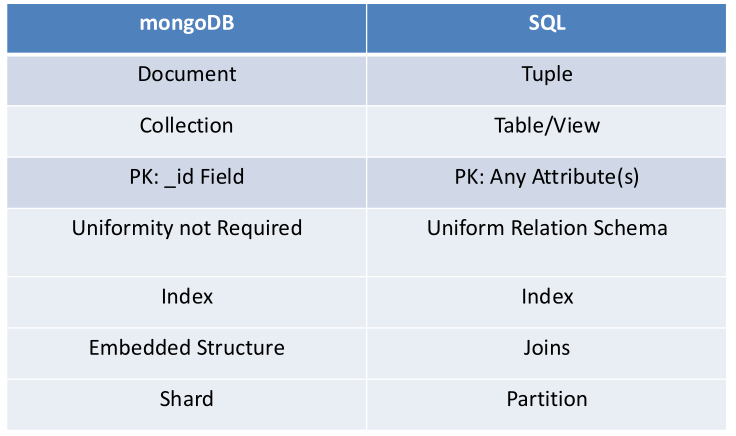 mongoDB SQL
Document Tuple
Collection Table/View
PK: _id Field PK: Any Attribute(s)
Uniformity not Required Uniform Relation Schema
Index Index
Embedded Structure Joins
Shard Partition